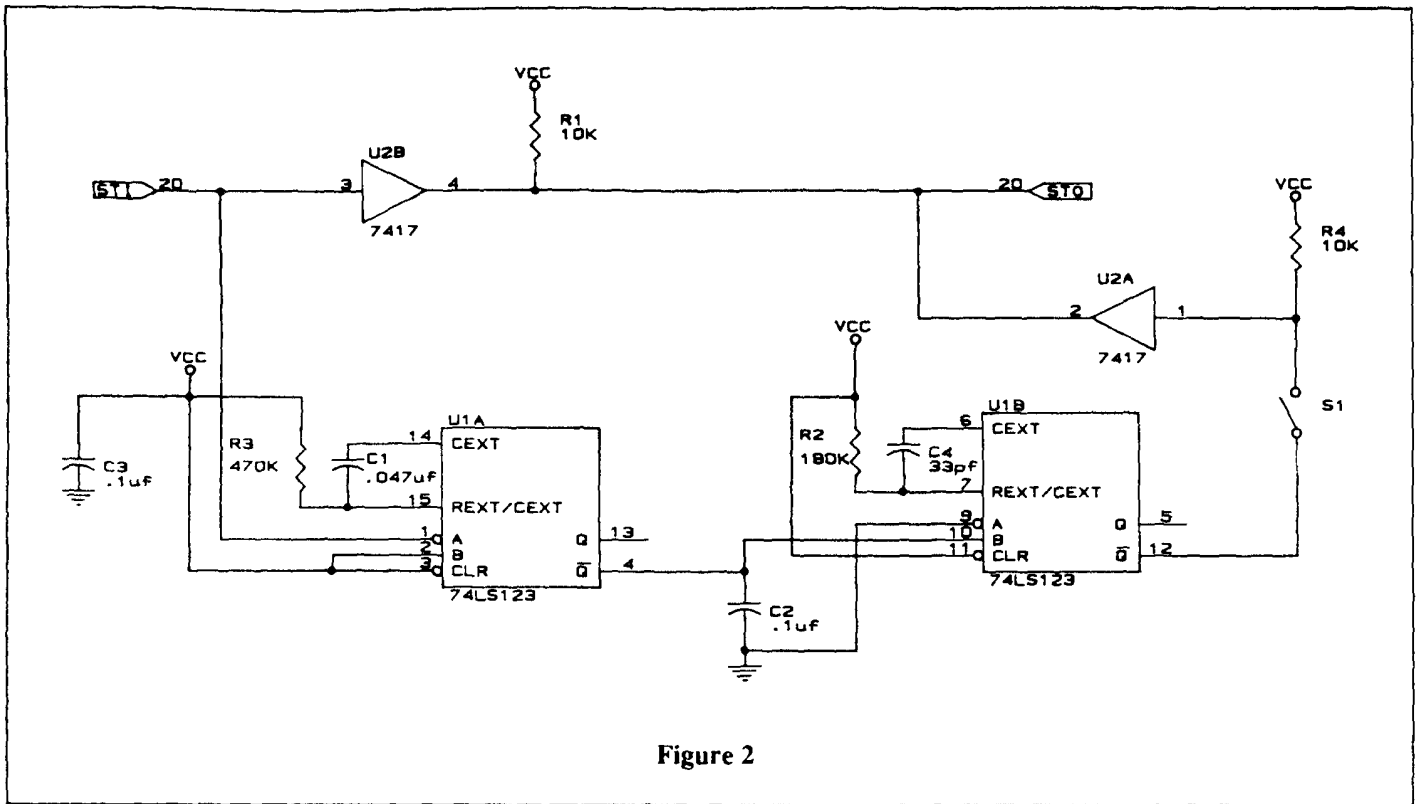 VCC
R1
10K
U2B
STI 20
3
4
7417
20 STO
VCC
R4
10K
U2A
2
1
7417
S1
VCC
C3
.1uf
R3
470K
C1
.047uf
U1A
14 CEXT
15 REXT/CEXT
1 A
2 B
3 CLR
Q 13
Q 4
74LS123
C2
.1uf
VCC
R2
180K
C4
33pf
U1B
6 CEXT
7 REXT/CEXT
9 A
10 B
11 CLR
Q 5
Q 12
74LS123
Figure 2